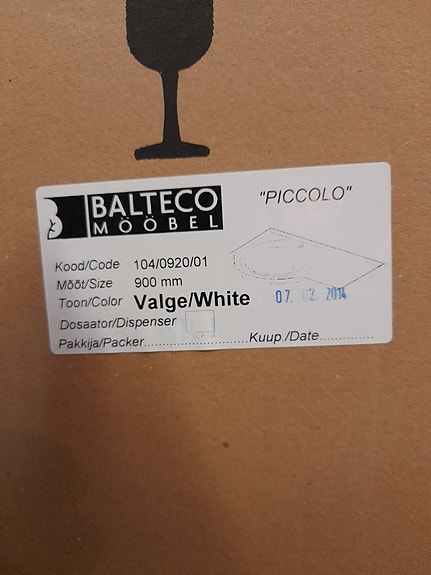 BALTECO
MÖÖBEL
"PICCOLO"
Kood/Code 104/0920/01
Mõõt/Size 900 mm
Toon/Color Valge/White
07. 2014
Dosaator/Dispenser
Pakkija/Packer.......................... Kuup./Date..............